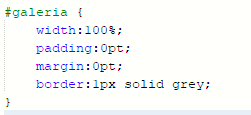 #galeria {
    width:100%;
    padding:0pt;
    margin:0pt;
    border:1px solid grey;
}